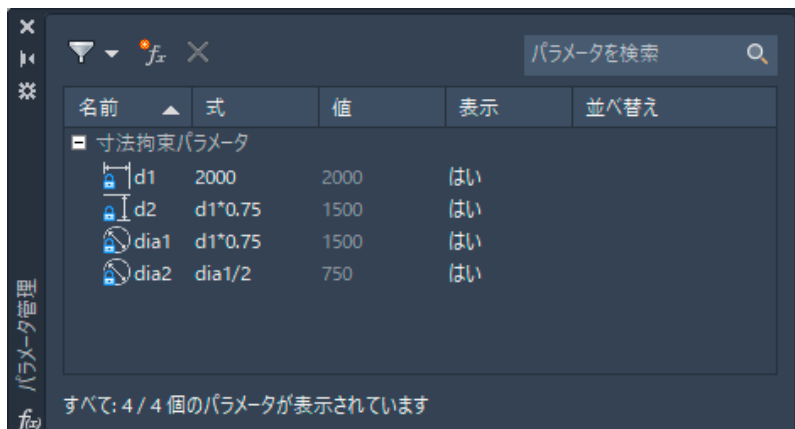 fx
パラメータを検索
名前 式 値 表示 並べ替え
寸法拘束パラメータ
d1 2000 2000 はい
d2 d1*0.75 1500 はい
dia1 d1*0.75 1500 はい
dia2 dia1/2 750 はい
すべて: 4 / 4 個のパラメータが表示されています
パラメータ管理
f(x)